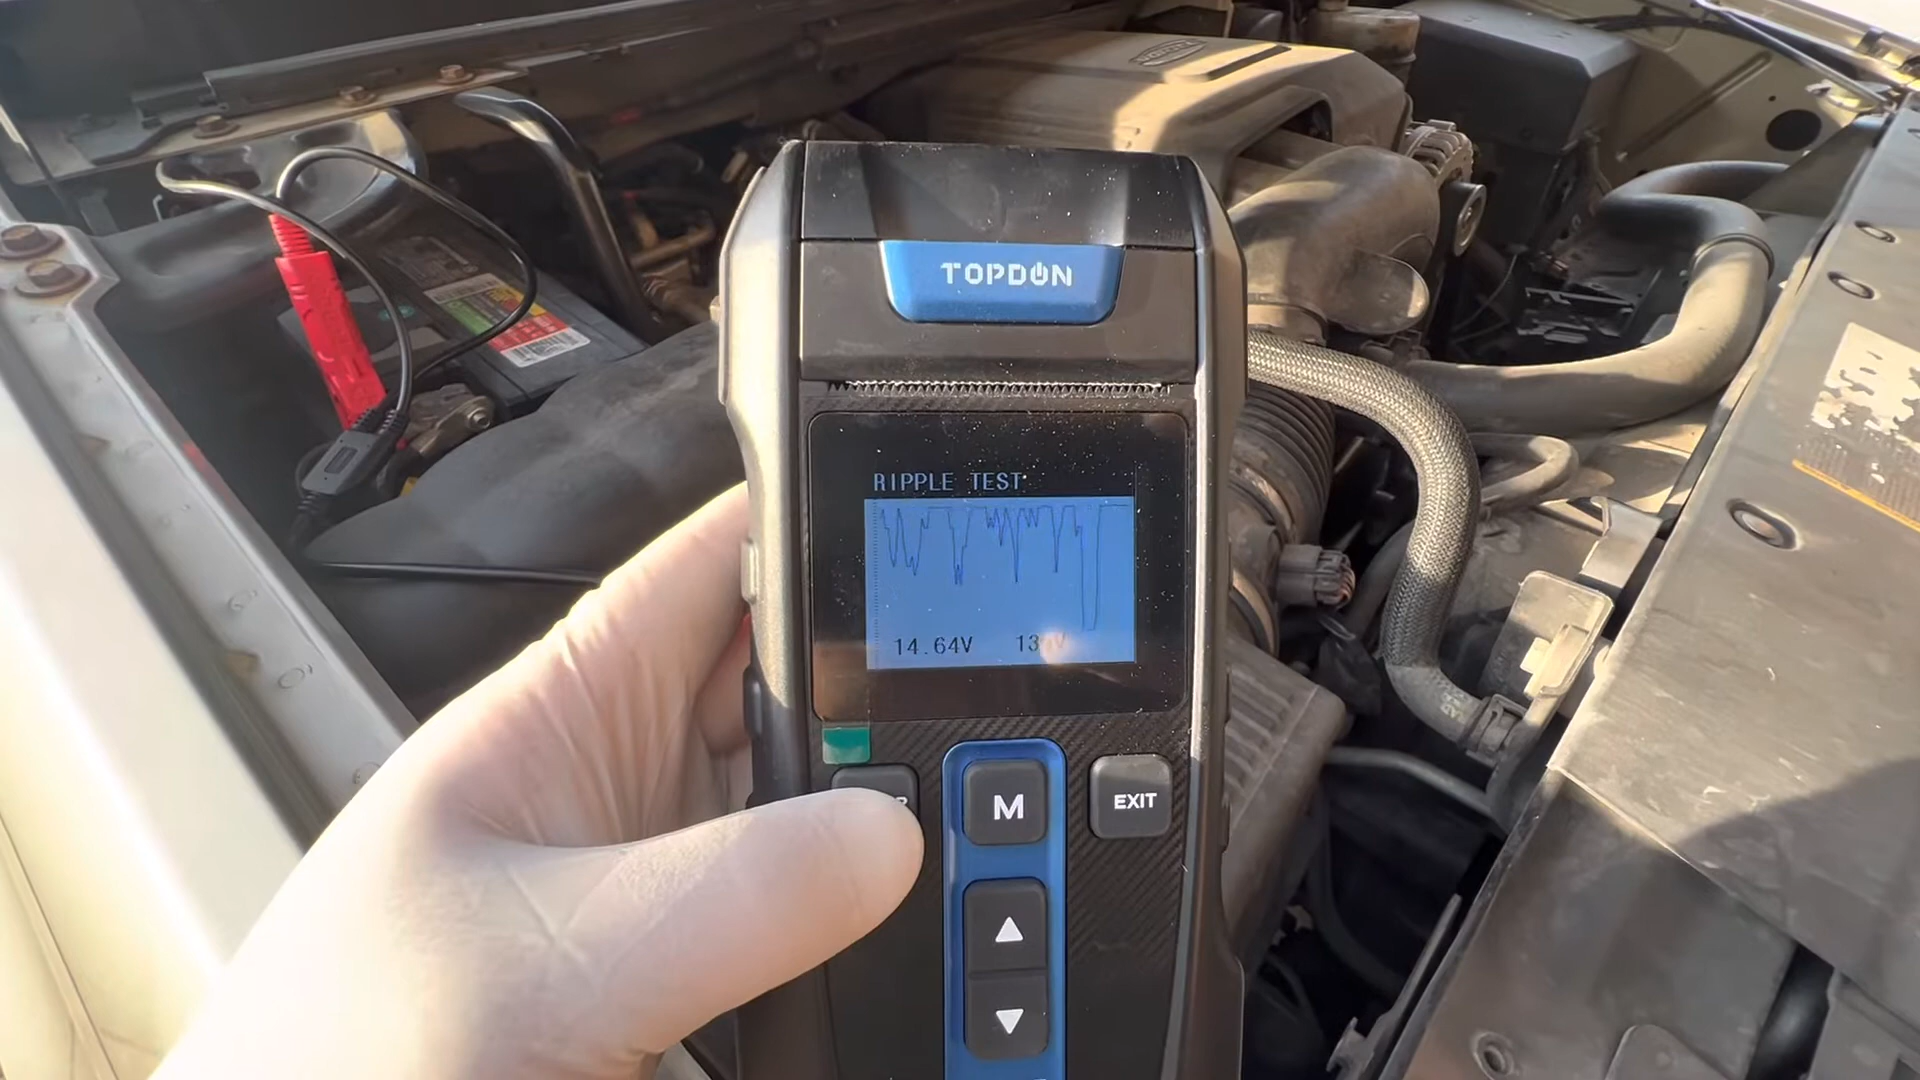 TOPDON
RIPPLE TEST
14.64V
M
EXIT